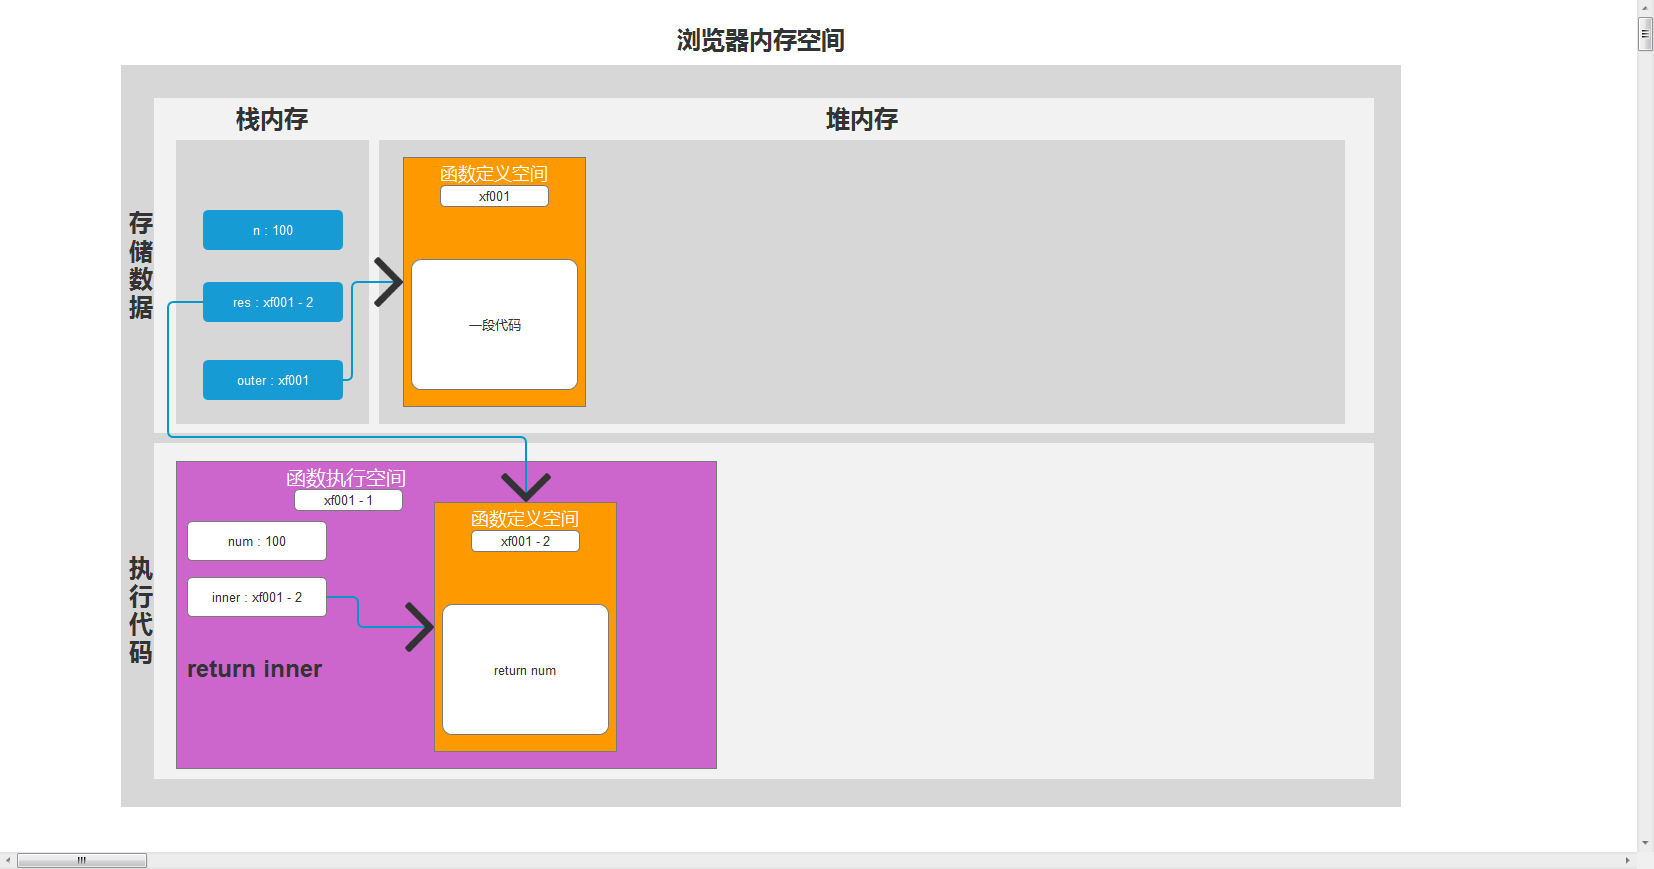 浏览器内存空间
栈内存
堆内存
存储数据
函数定义空间
xf001
n : 100
res : xf001 - 2
outer : xf001
一段代码
执行代码
函数执行空间
xf001 - 1
num : 100
inner : xf001 - 2
return inner
函数定义空间
xf001 - 2
return num